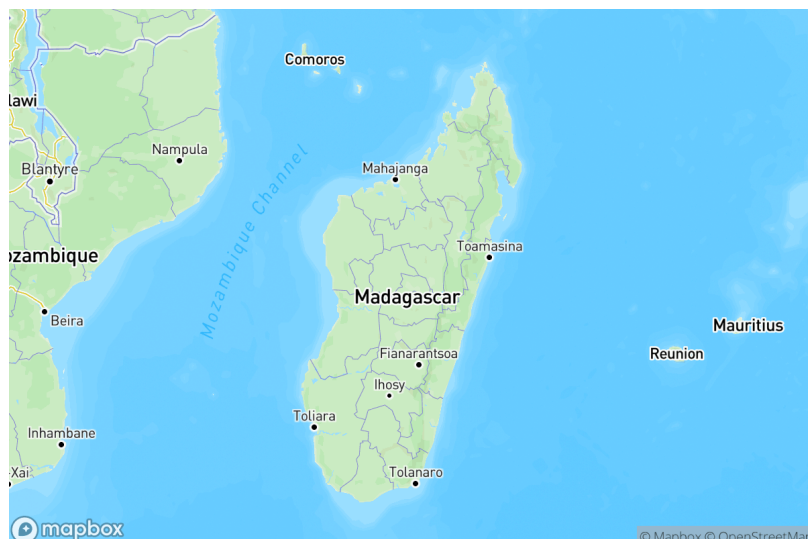 Comoros
lawi
Nampula
Blantyre
Mahajanga
Mozambique Channel
Toamasina
ozambique
Madagascar
Beira
Mauritius
Fianarantsoa
Reunion
Ihosy
Toliara
Inhambane
-Xai
Tolanaro
mapbox
© Mapbox © OpenStreetMa